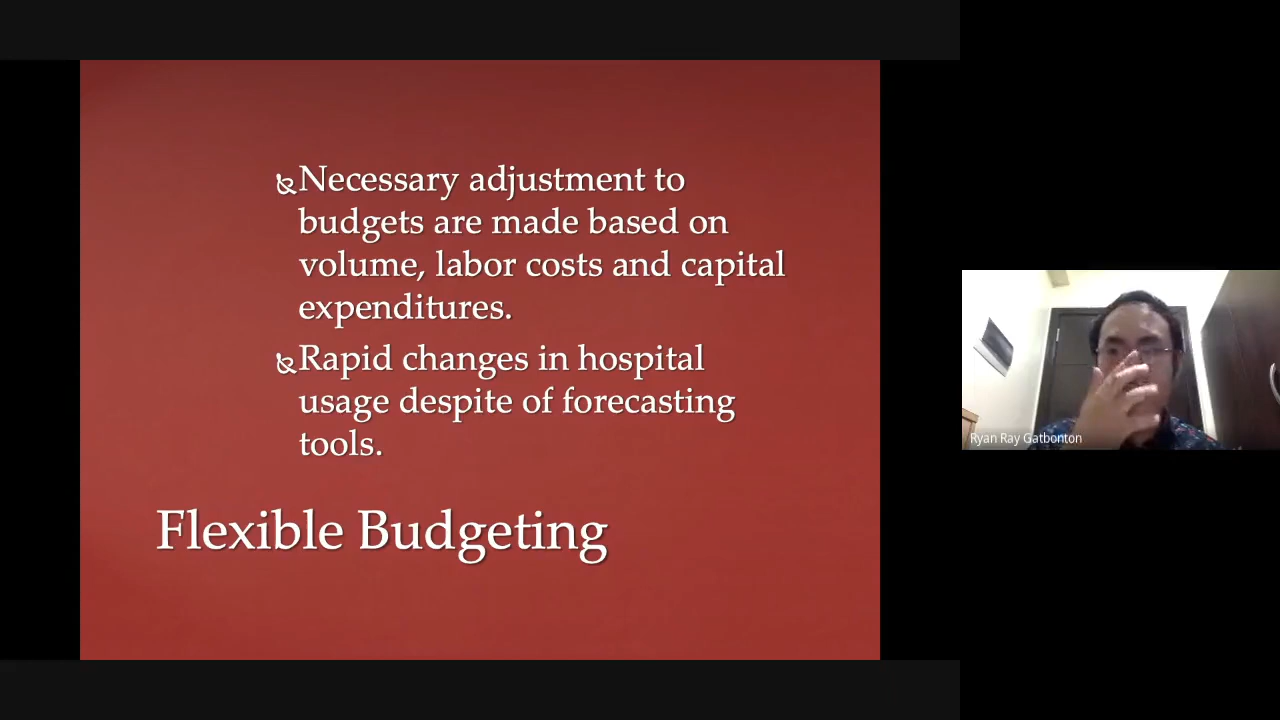 Necessary adjustment to
budgets are made based on
volume, labor costs and capital
expenditures.
Rapid changes in hospital
usage despite of forecasting
tools.
Flexible Budgeting
Ryan Ray Gatbonton